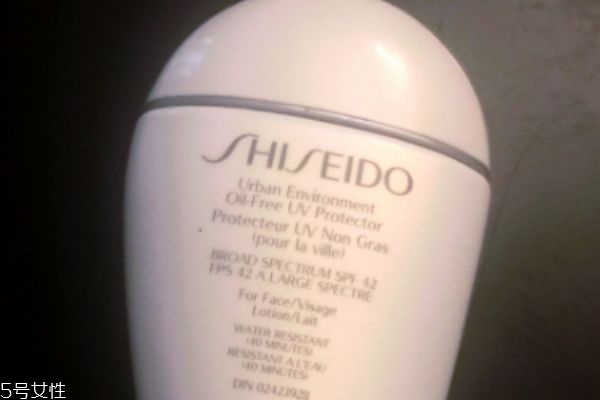 SHISEIDO
Urban Environment
Oil-Free UV Protector
Protecteur UV Non Gras
(pour la ville)
BROAD SPECTRUM SPF 42
FPS 42 A LARGE SPECTRE
For Face/Visage
Lotion/Lait
WATER RESISTANT
(40 MINUTES)
RESISTANT A L'EAU
(40 MINUTES)
DIN 02423928
5号女性